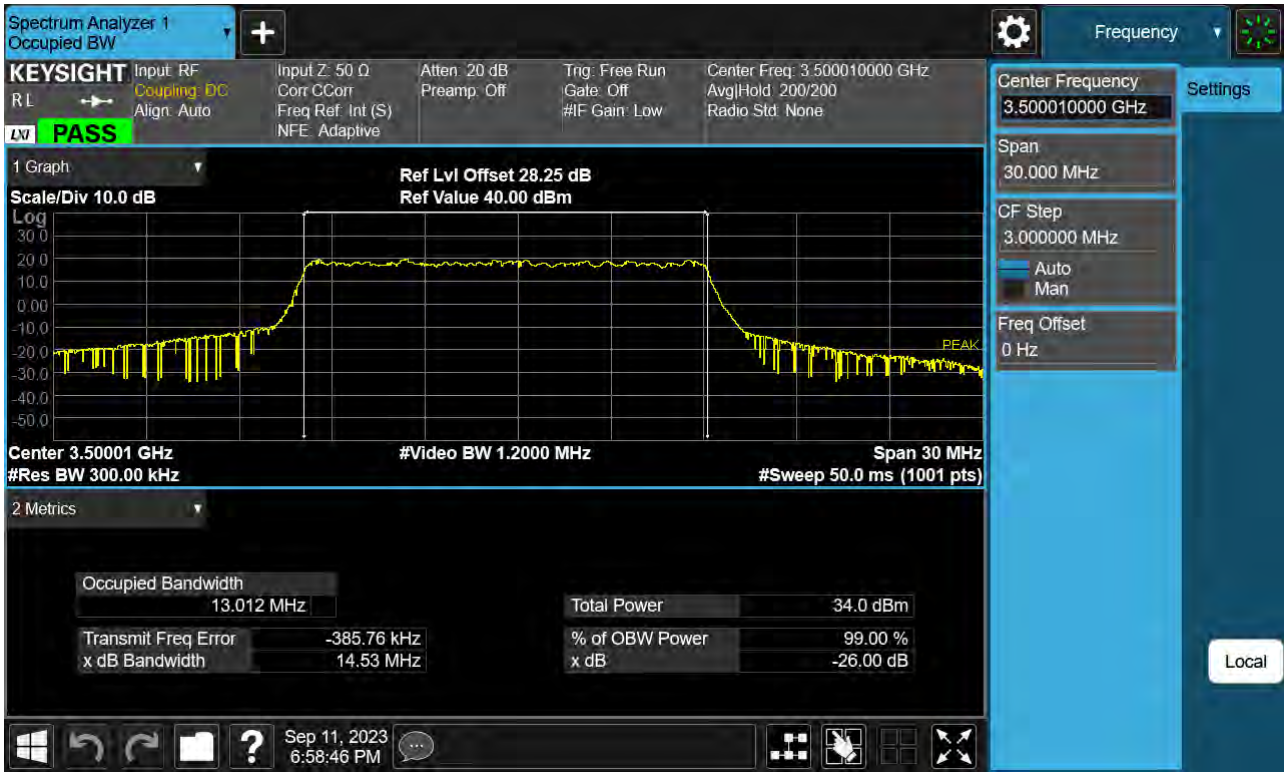 Spectrum Analyzer 1
Occupied BW
+
Frequency
KEYSIGHT
RL
LXI
PASS
Input: RF
Coupling: DC
Align: Auto
Input Z: 50 Ω
Corr CCorr
Freq Ref: Int (S)
NFE: Adaptive
Atten: 20 dB
Preamp: Off
Trig: Free Run
Gate: Off
#IF Gain: Low
Center Freq: 3.500010000 GHz
Avg|Hold: 200/200
Radio Std: None
Center Frequency
3.500010000 GHz
Settings
Span
30.000 MHz
CF Step
3.000000 MHz
Auto
Man
Freq Offset
0 Hz
Local
1 Graph
Scale/Div 10.0 dB
Ref Lvl Offset 28.25 dB
Ref Value 40.00 dBm
Log
30.0
20.0
10.0
0.00
-10.0
-20.0
-30.0
-40.0
-50.0
PEAK
Center 3.50001 GHz
#Video BW 1.2000 MHz
Span 30 MHz
#Res BW 300.00 kHz
#Sweep 50.0 ms (1001 pts)
2 Metrics
Occupied Bandwidth
13.012 MHz
Total Power 34.0 dBm
Transmit Freq Error -385.76 kHz
% of OBW Power 99.00 %
x dB Bandwidth 14.53 MHz
x dB -26.00 dB
?
Sep 11, 2023
6:58:46 PM